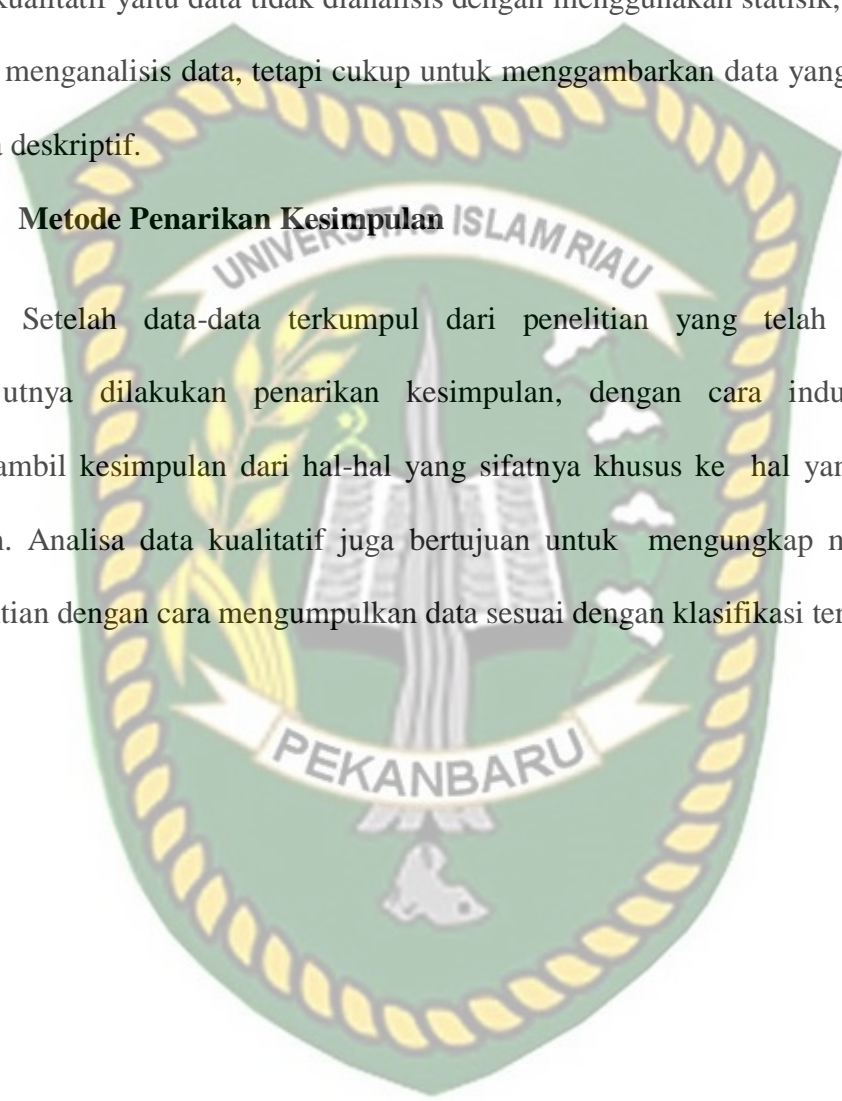 kualitatif yaitu data tidak dianalisis dengan menggunakan statisik,
menganalisis data, tetapi cukup untuk menggambarkan data yang
deskriptif.
Metode Penarikan Kesimpulan
UNIVERSITAS ISLAM RIAU
Setelah data-data terkumpul dari penelitian yang telah
utnya dilakukan penarikan kesimpulan, dengan cara indu
ambil kesimpulan dari hal-hal yang sifatnya khusus ke hal yan
. Analisa data kualitatif juga bertujuan untuk mengungkap m
tian dengan cara mengumpulkan data sesuai dengan klasifikasi ter
PEKANBARU